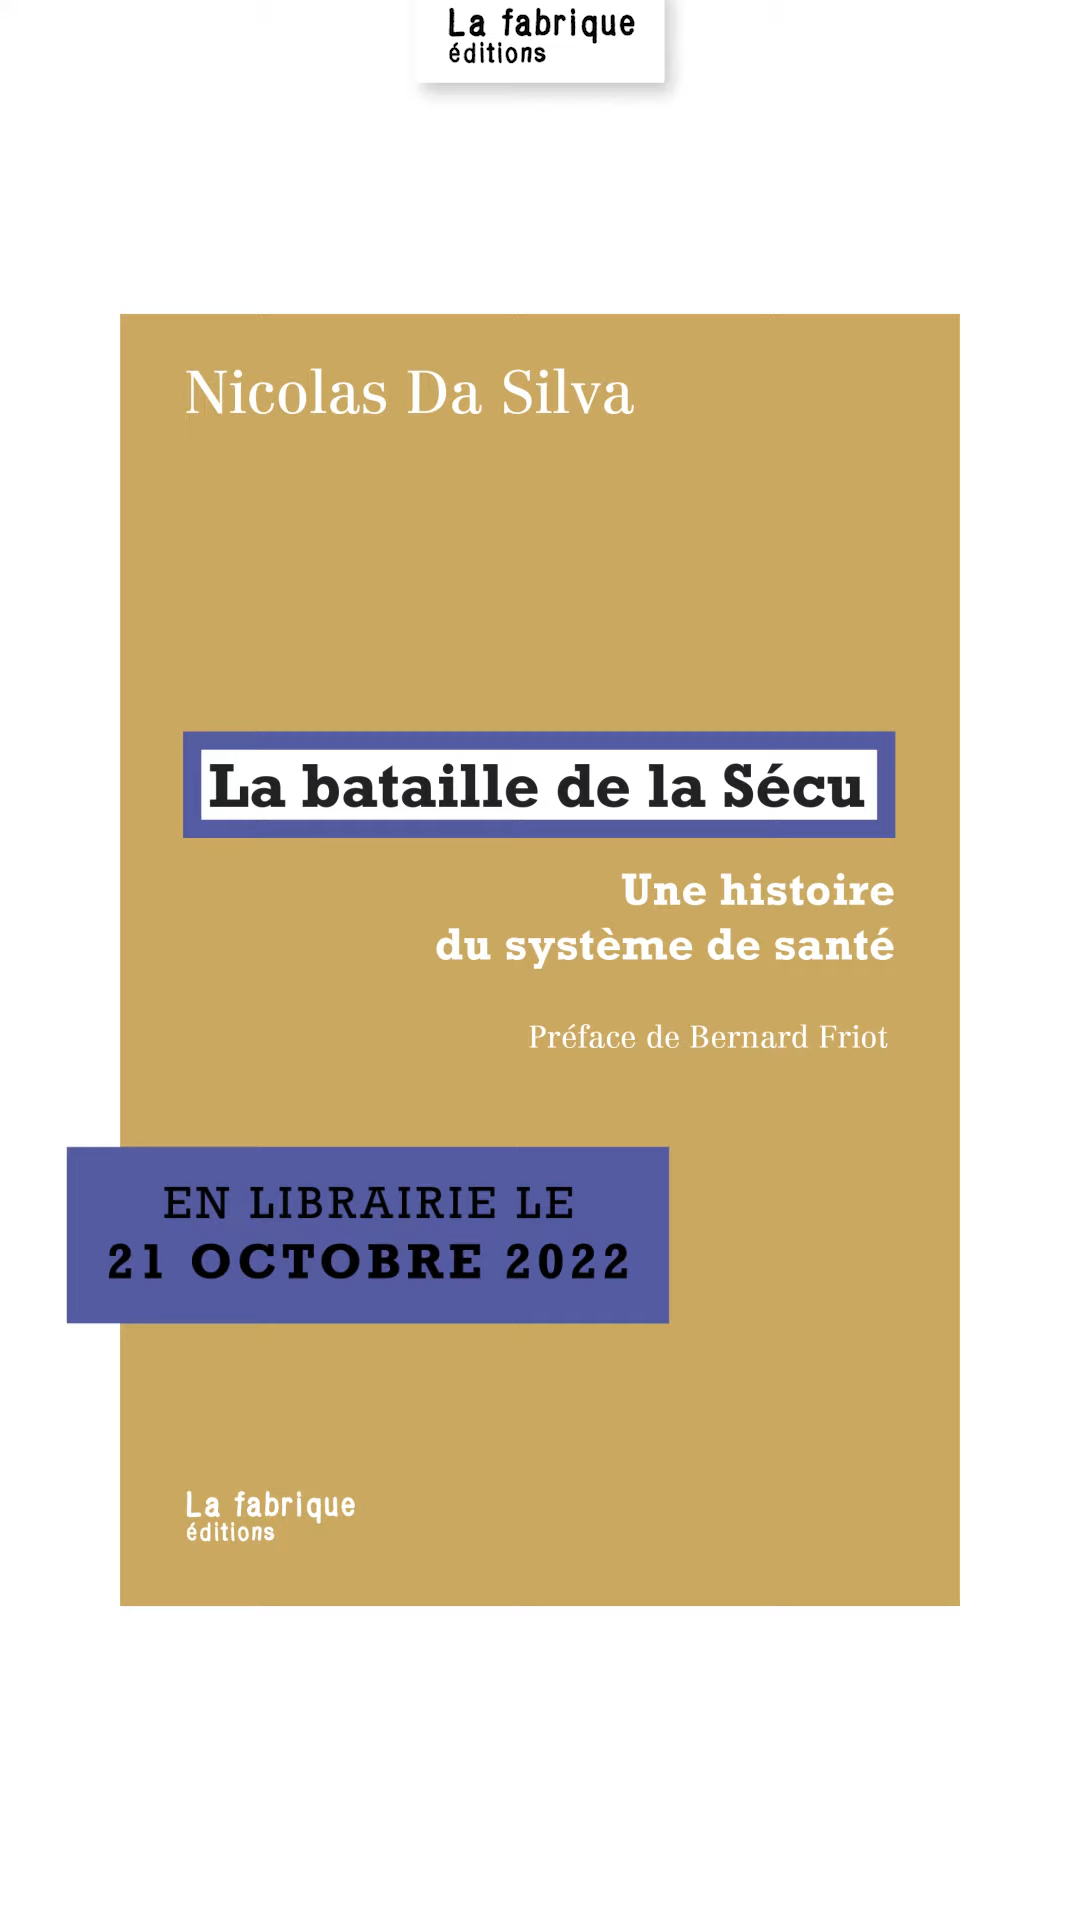 La fabrique
éditions
Nicolas Da Silva
La bataille de la Sécu
Une histoire
du système de santé
Préface de Bernard Friot
EN LIBRAIRIE LE
21 OCTOBRE 2022
La fabrique
éditions